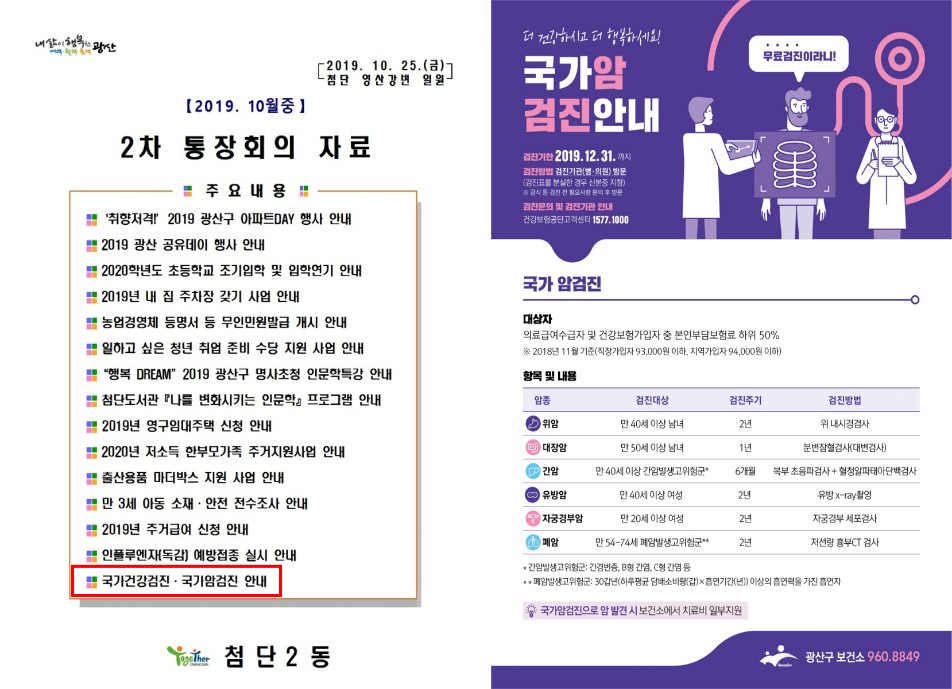 내 삶이 행복한
매력·활력·품격 광산
2019. 10. 25.(금)
첨단 영산강변 일원
【2019. 10월중】
2차 통장회의 자료
주요내용
‘취향저격!’ 2019 광산구 아파트DAY 행사 안내
2019 광산 공유데이 행사 안내
2020학년도 초등학교 조기입학 및 입학연기 안내
2019년 내 집 주차장 갖기 사업 안내
농업경영체 등명서 등 무인민원발급 개시 안내
일하고 싶은 청년 취업 준비 수당 지원 사업 안내
“행복 DREAM” 2019 광산구 명사초청 인문학특강 안내
첨단도서관 『나를 변화시키는 인문학』 프로그램 안내
2019년 영구임대주택 신청 안내
2020년 저소득 한부모가족 주거지원사업 안내
출산용품 마더박스 지원 사업 안내
만 3세 아동 소재·안전 전수조사 안내
2019년 주거급여 신청 안내
인플루엔자(독감) 예방접종 실시 안내
국가건강검진·국가암검진 안내
TogeTher
첨단2동
더 건강하시고 더 행복하세요!
무료검진이라니!
국가암
검진안내
검진기한 2019. 12. 31. 까지
검진방법 검진기관(병·의원) 방문
(검진표를 분실한 경우 신분증 지참)
※ 금식 등 검진 전 필요사항 문의 후 방문
검진문의 및 검진기관 안내
건강보험공단고객센터 1577.1000
국가 암검진
대상자
의료급여수급자 및 건강보험가입자 중 본인부담보험료 하위 50%
※ 2018년 11월 기준(직장가입자 93,000원 이하, 지역가입자 94,000원 이하)
항목 및 내용
암종 검진대상 검진주기 검진방법
위암 만 40세 이상 남녀 2년 위 내시경검사
대장암 만 50세 이상 남녀 1년 분변잠혈검사(대변검사)
간암 만 40세 이상 간암발생고위험군* 6개월 복부 초음파검사 + 혈청알파태아단백검사
유방암 만 40세 이상 여성 2년 유방 x-ray촬영
자궁경부암 만 20세 이상 여성 2년 자궁경부 세포검사
폐암 만 54-74세 폐암발생고위험군** 2년 저선량 흉부CT 검사
* 간암발생고위험군: 간경변증, B형 간염, C형 간염 등
** 폐암발생고위험군: 30갑년(하루평균 담배소비량(갑) × 흡연기간(년)) 이상의 흡연력을 가진 흡연자
국가암검진으로 암 발견 시 보건소에서 치료비 일부지원
광산구 보건소 960.8849